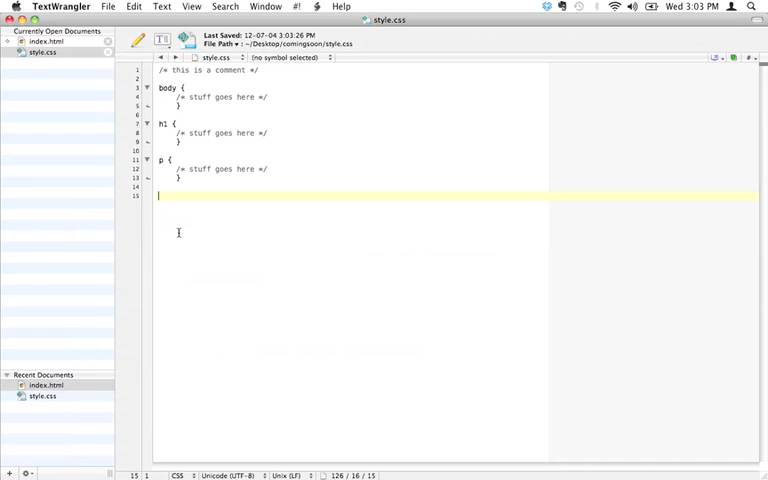 TextWrangler File Edit Text View Search Window #! Help Wed 3:03 PM
style.css
Currently Open Documents
index.html
style.css
Last Saved: 12-07-04 3:03:26 PM
File Path ▾ : ~/Desktop/comingsoon/style.css
style.css (no symbol selected)
1 /* this is a comment */
2
3 body {
4 /* stuff goes here */
5 }
6
7 h1 {
8 /* stuff goes here */
9 }
10
11 p {
12 /* stuff goes here */
13 }
14
15
Recent Documents
index.html
style.css
15 1 CSS Unicode (UTF-8) Unix (LF) 126 / 16 / 15